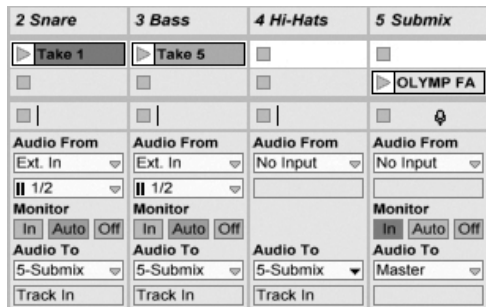 2 Snare 3 Bass 4 Hi-Hats 5 Submix
Take 1 Take 5
OLYMP FA
Audio From Audio From Audio From Audio From
Ext. In Ext. In No Input No Input
1/2 1/2
Monitor Monitor Monitor
In Auto Off In Auto Off In Auto Off
Audio To Audio To Audio To Audio To
5-Submix 5-Submix 5-Submix Master
Track In Track In Track In